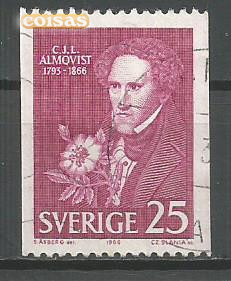 coisas
C.J.L.
ALMQVIST
1793-1866
SVERIGE 25
S. ÅSBERG del. 1966 CZ. SLANIA sc.